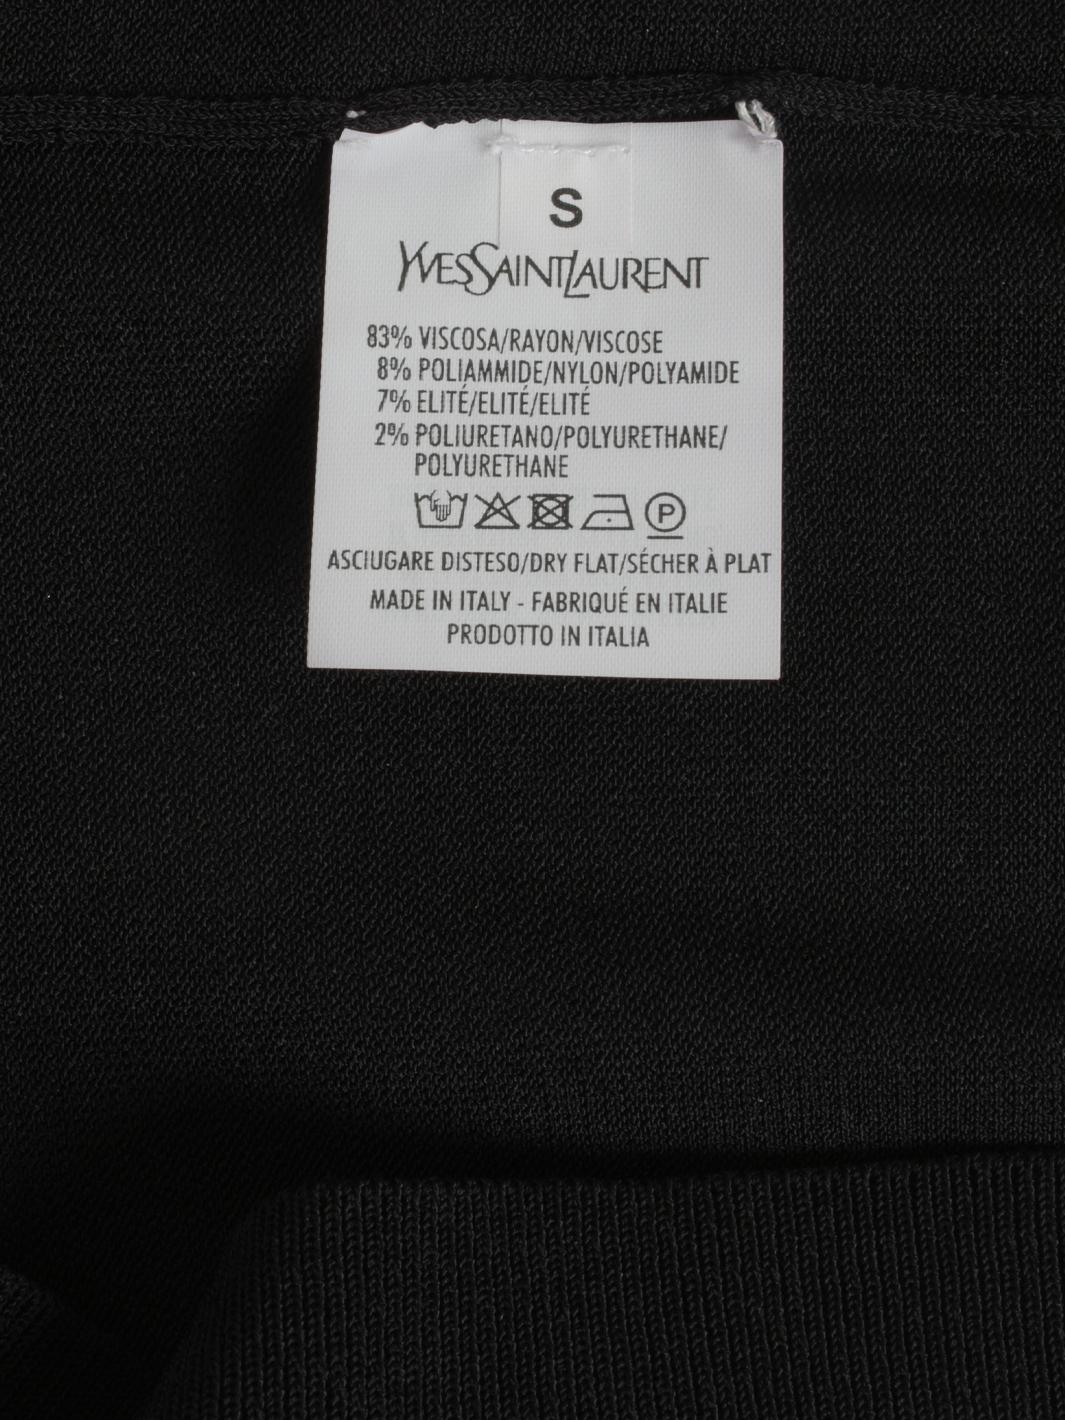 S
YVESSAINTLAURENT
83% VISCOSA/RAYON/VISCOSE
8% POLIAMMIDE/NYLON/POLYAMIDE
7% ELITÉ/ELITÉ/ELITÉ
2% POLIURETANO/POLYURETHANE/
POLYURETHANE
P
ASCIUGARE DISTESO/DRY FLAT/SÉCHER À PLAT
MADE IN ITALY - FABRIQUÉ EN ITALIE
PRODOTTO IN ITALIA